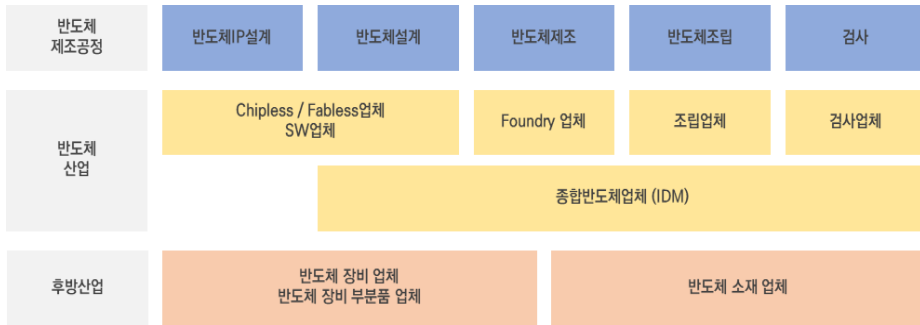 반도체
제조공정
반도체IP설계
반도체설계
반도체제조
반도체조립
검사
반도체
산업
Chipless / Fabless업체
SW업체
Foundry 업체
조립업체
검사업체
종합반도체업체 (IDM)
후방산업
반도체 장비 업체
반도체 장비 부분품 업체
반도체 소재 업체